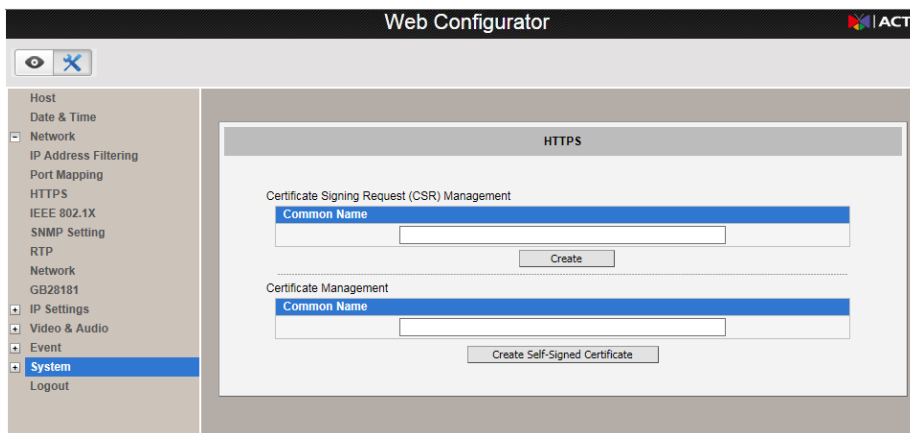 Web Configurator
ACT
Host
Date & Time
Network
IP Address Filtering
Port Mapping
HTTPS
IEEE 802.1X
SNMP Setting
RTP
Network
GB28181
IP Settings
Video & Audio
Event
System
Logout
HTTPS
Certificate Signing Request (CSR) Management
Common Name
Create
Certificate Management
Common Name
Create Self-Signed Certificate